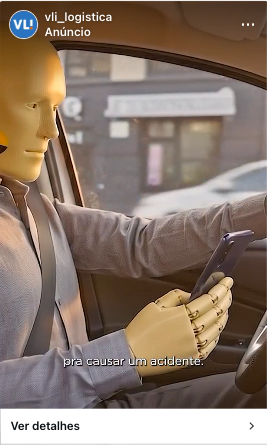 VLI
vli_logistica
Anúncio
pra causar um acidente.
Ver detalhes